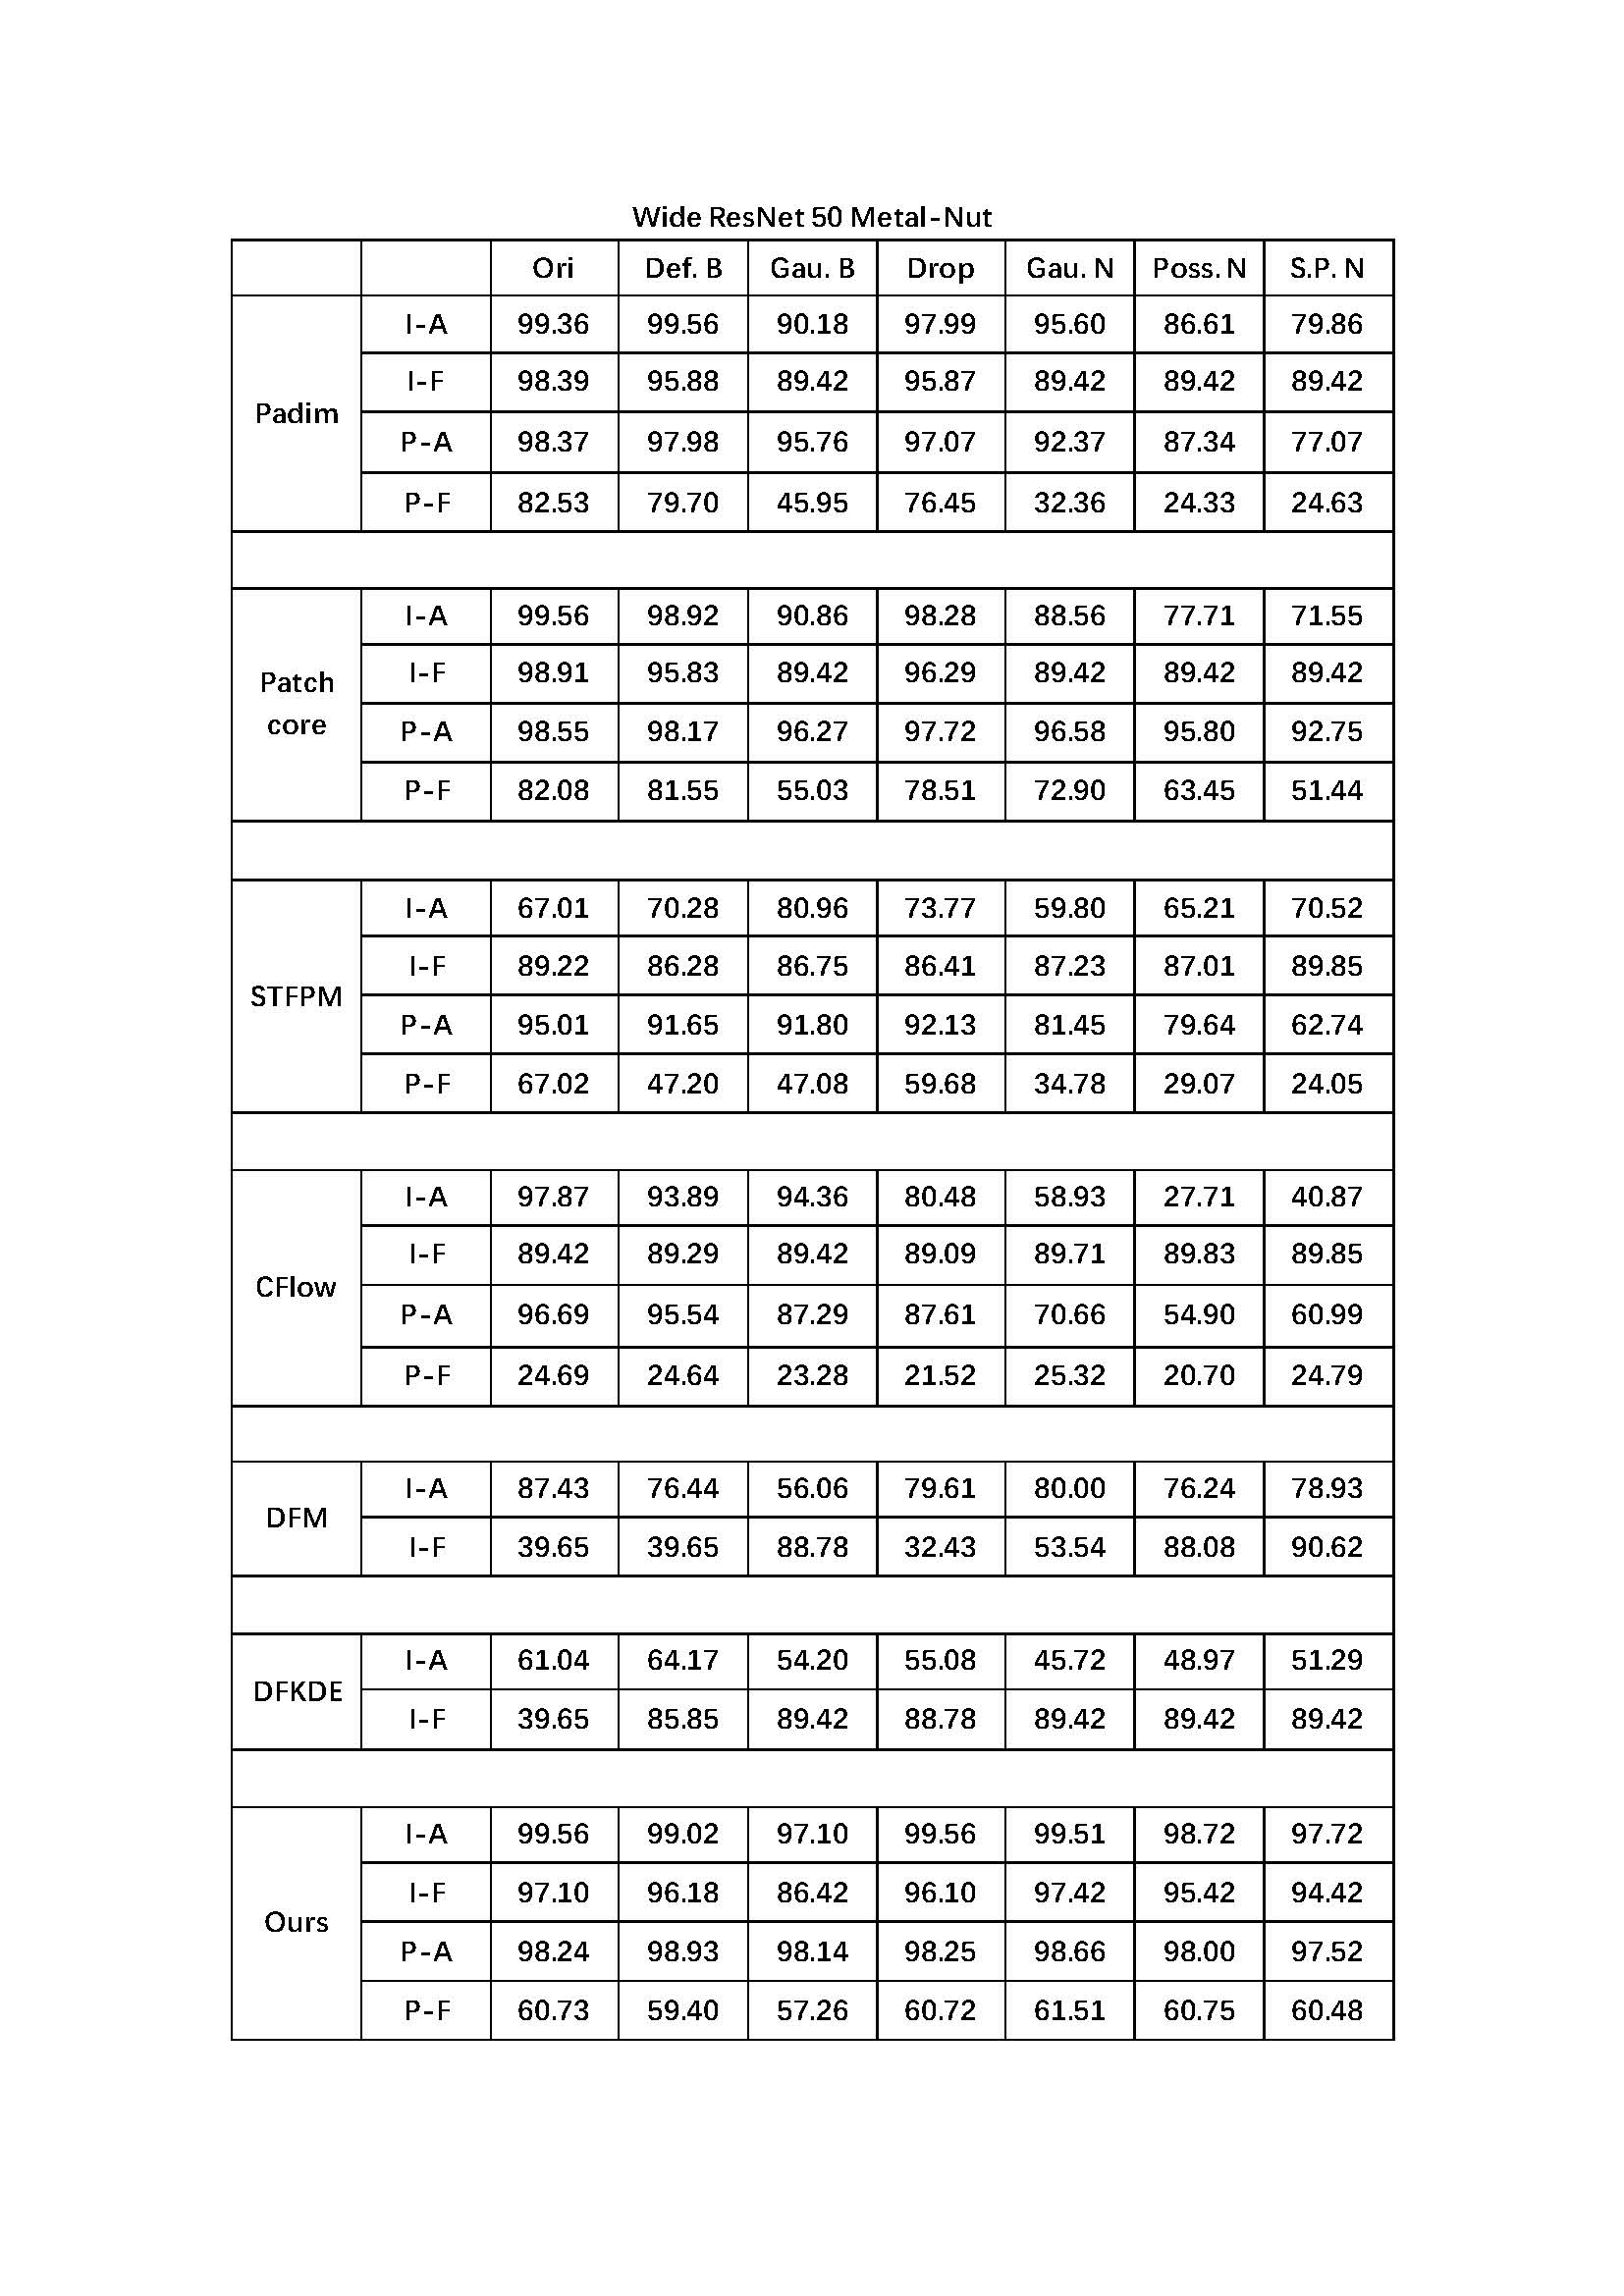 Wide ResNet 50 Metal-Nut
Ori Def. B Gau. B Drop Gau. N Poss. N S.P. N
Padim
I-A 99.36 99.56 90.18 97.99 95.60 86.61 79.86
I-F 98.39 95.88 89.42 95.87 89.42 89.42 89.42
P-A 98.37 97.98 95.76 97.07 92.37 87.34 77.07
P-F 82.53 79.70 45.95 76.45 32.36 24.33 24.63
Patch
core
I-A 99.56 98.92 90.86 98.28 88.56 77.71 71.55
I-F 98.91 95.83 89.42 96.29 89.42 89.42 89.42
P-A 98.55 98.17 96.27 97.72 96.58 95.80 92.75
P-F 82.08 81.55 55.03 78.51 72.90 63.45 51.44
STFPM
I-A 67.01 70.28 80.96 73.77 59.80 65.21 70.52
I-F 89.22 86.28 86.75 86.41 87.23 87.01 89.85
P-A 95.01 91.65 91.80 92.13 81.45 79.64 62.74
P-F 67.02 47.20 47.08 59.68 34.78 29.07 24.05
CFlow
I-A 97.87 93.89 94.36 80.48 58.93 27.71 40.87
I-F 89.42 89.29 89.42 89.09 89.71 89.83 89.85
P-A 96.69 95.54 87.29 87.61 70.66 54.90 60.99
P-F 24.69 24.64 23.28 21.52 25.32 20.70 24.79
DFM
I-A 87.43 76.44 56.06 79.61 80.00 76.24 78.93
I-F 39.65 39.65 88.78 32.43 53.54 88.08 90.62
DFKDE
I-A 61.04 64.17 54.20 55.08 45.72 48.97 51.29
I-F 39.65 85.85 89.42 88.78 89.42 89.42 89.42
Ours
I-A 99.56 99.02 97.10 99.56 99.51 98.72 97.72
I-F 97.10 96.18 86.42 96.10 97.42 95.42 94.42
P-A 98.24 98.93 98.14 98.25 98.66 98.00 97.52
P-F 60.73 59.40 57.26 60.72 61.51 60.75 60.48